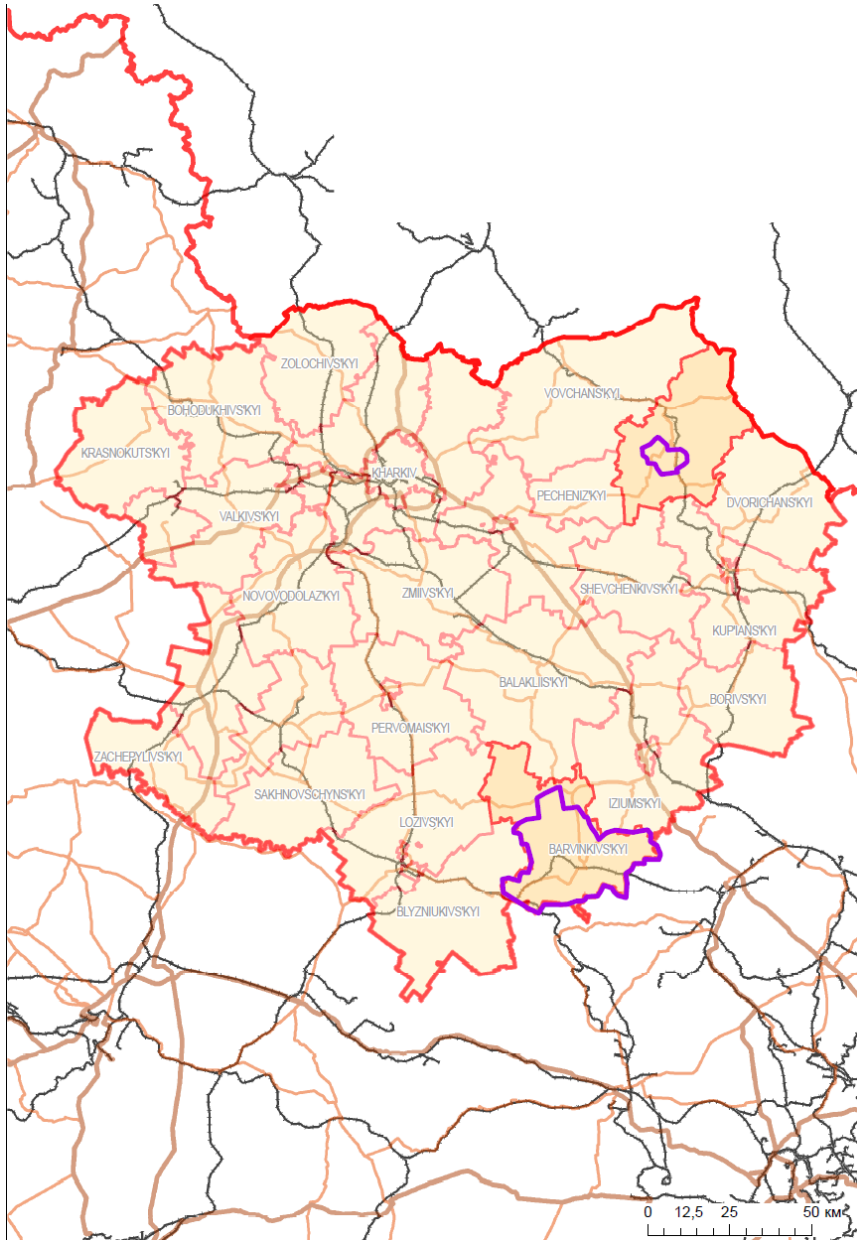 ZOLOCHIVS'KYI
VOVCHANS'KYI
BOHODUKHIVS'KYI
KRASNOKUTS'KYI
KHARKIV
PECHENIZ'KYI
DVORICHANS'KYI
VALKIVS'KYI
NOVOVODOLAZ'KYI
ZMIIVS'KYI
SHEVCHENKIVS'KYI
KUP'IANS'KYI
BALAKLIIS'KYI
BORIVS'KYI
PERVOMAIS'KYI
ZACHEPYLIVS'KYI
SAKHNOVSCHYNS'KYI
IZIUMS'KYI
LOZIVS'KYI
BARVINKIVS'KYI
BLYZNIUKIVS'KYI
0 12,5 25 50 км